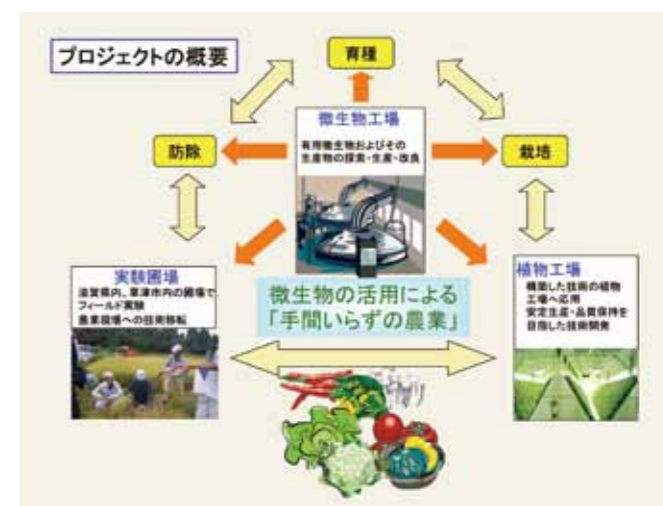 プロジェクトの概要
育種
微生物工場
有用微生物およびその
生産物の探索・生産・改良
防除
栽培
実験圃場
滋賀県内、草津市内の圃場で
フィールド実験
農業現場への技術移転
植物工場
構築した技術の植物
工場へ応用
安定生産・品質保持を
目指した技術開発
微生物の活用による
「手間いらずの農業」